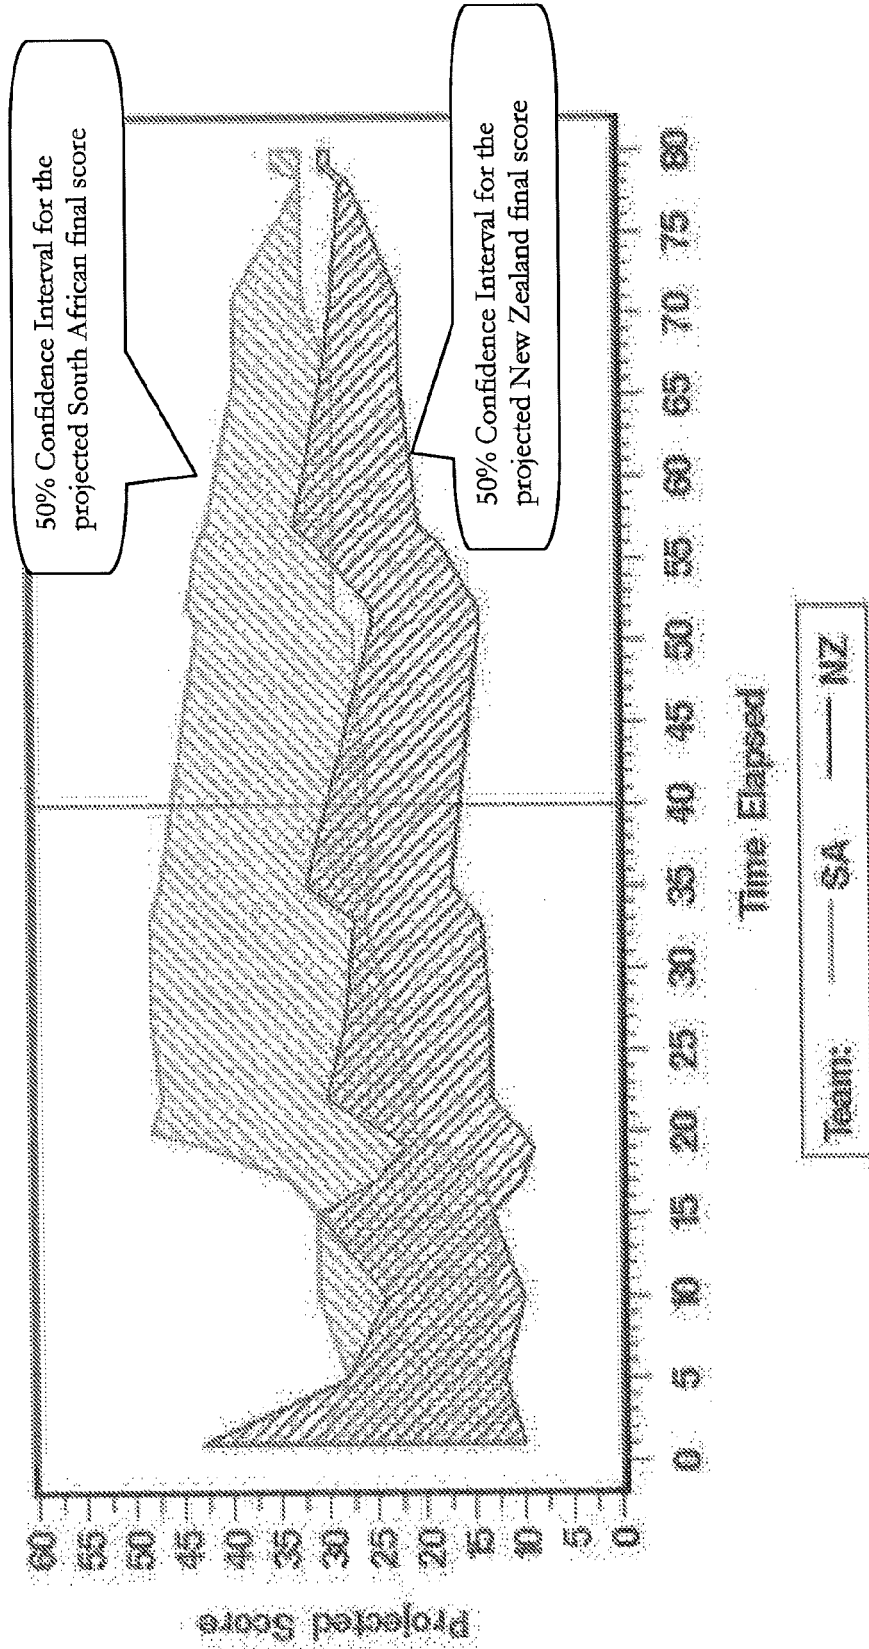 50% Confidence Interval for the
projected South African final score
50% Confidence Interval for the
projected New Zealand final score
Projected Score
60
55
50
45
40
35
30
25
20
15
10
5
0
0 5 10 15 20 25 30 35 40 45 50 55 60 65 70 75 80
Time Elapsed
Team: SA NZ